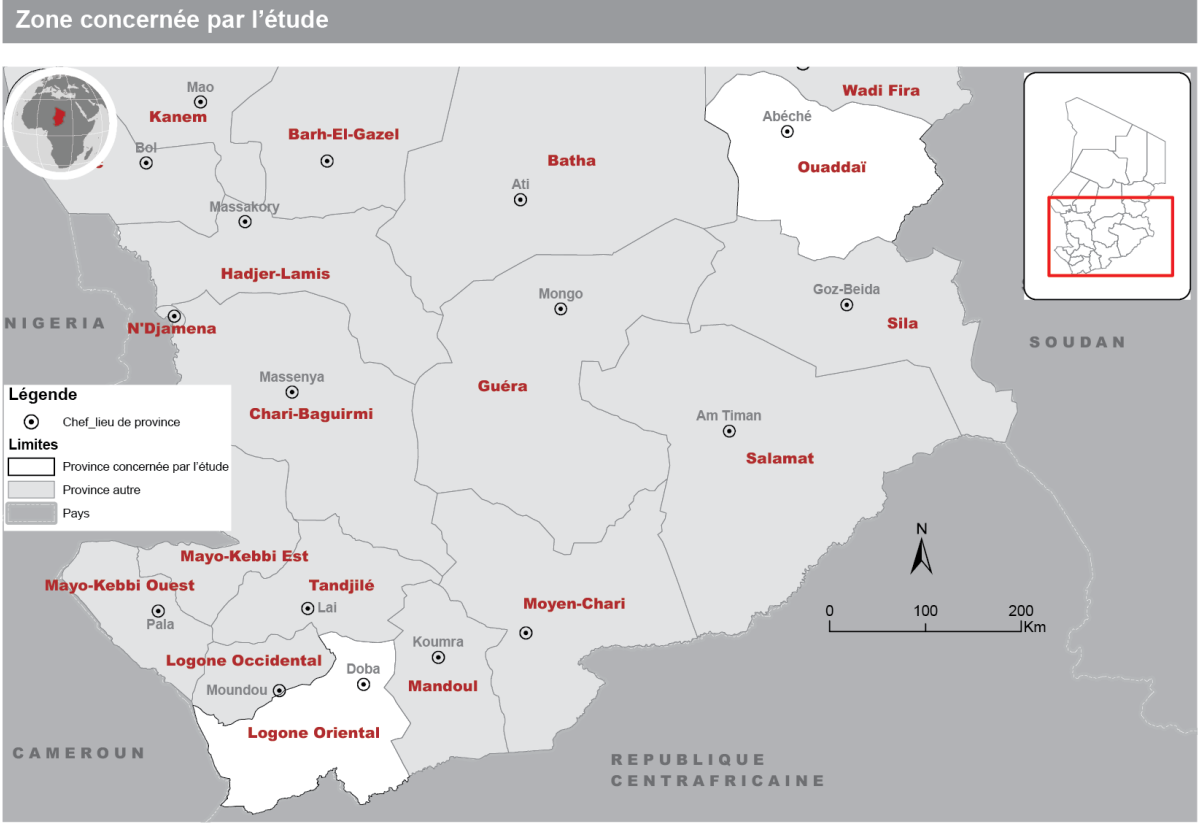 Zone concernée par l'étude
Mao
Kanem
Wadi Fira
Abéché
Barh-El-Gazel
Bol
Batha
Ouaddaï
Ati
Massakory
Hadjer-Lamis
Goz-Beida
Mongo
NIGERIA
N'Djamena
Sila
SOUDAN
Massenya
Guéra
Chari-Baguirmi
Am Timan
Salamat
Légende
Chef_lieu de province
Limites
Province concernée par l'étude
Province autre
Pays
N
Mayo-Kebbi Est
Mayo-Kebbi Ouest
Tandjilé
Lai
Pala
Moyen-Chari
0 100 200
Km
Koumra
Logone Occidental
Doba
Moundou
Mandoul
Logone Oriental
CAMEROUN
REPUBLIQUE
CENTRAFRICAINE